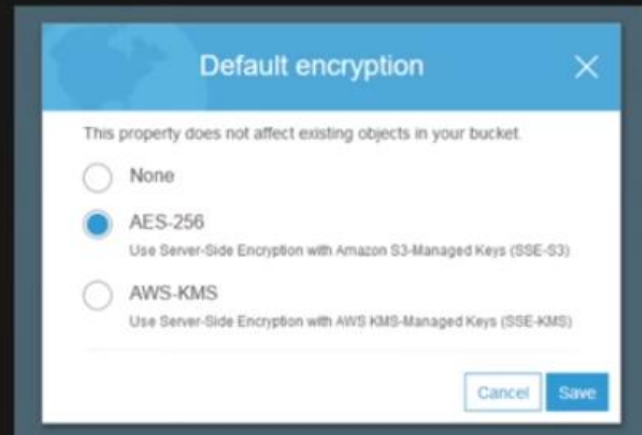 Default encryption
This property does not affect existing objects in your bucket.
None
AES-256
Use Server-Side Encryption with Amazon S3-Managed Keys (SSE-S3)
AWS-KMS
Use Server-Side Encryption with AWS KMS-Managed Keys (SSE-KMS)
Cancel Save